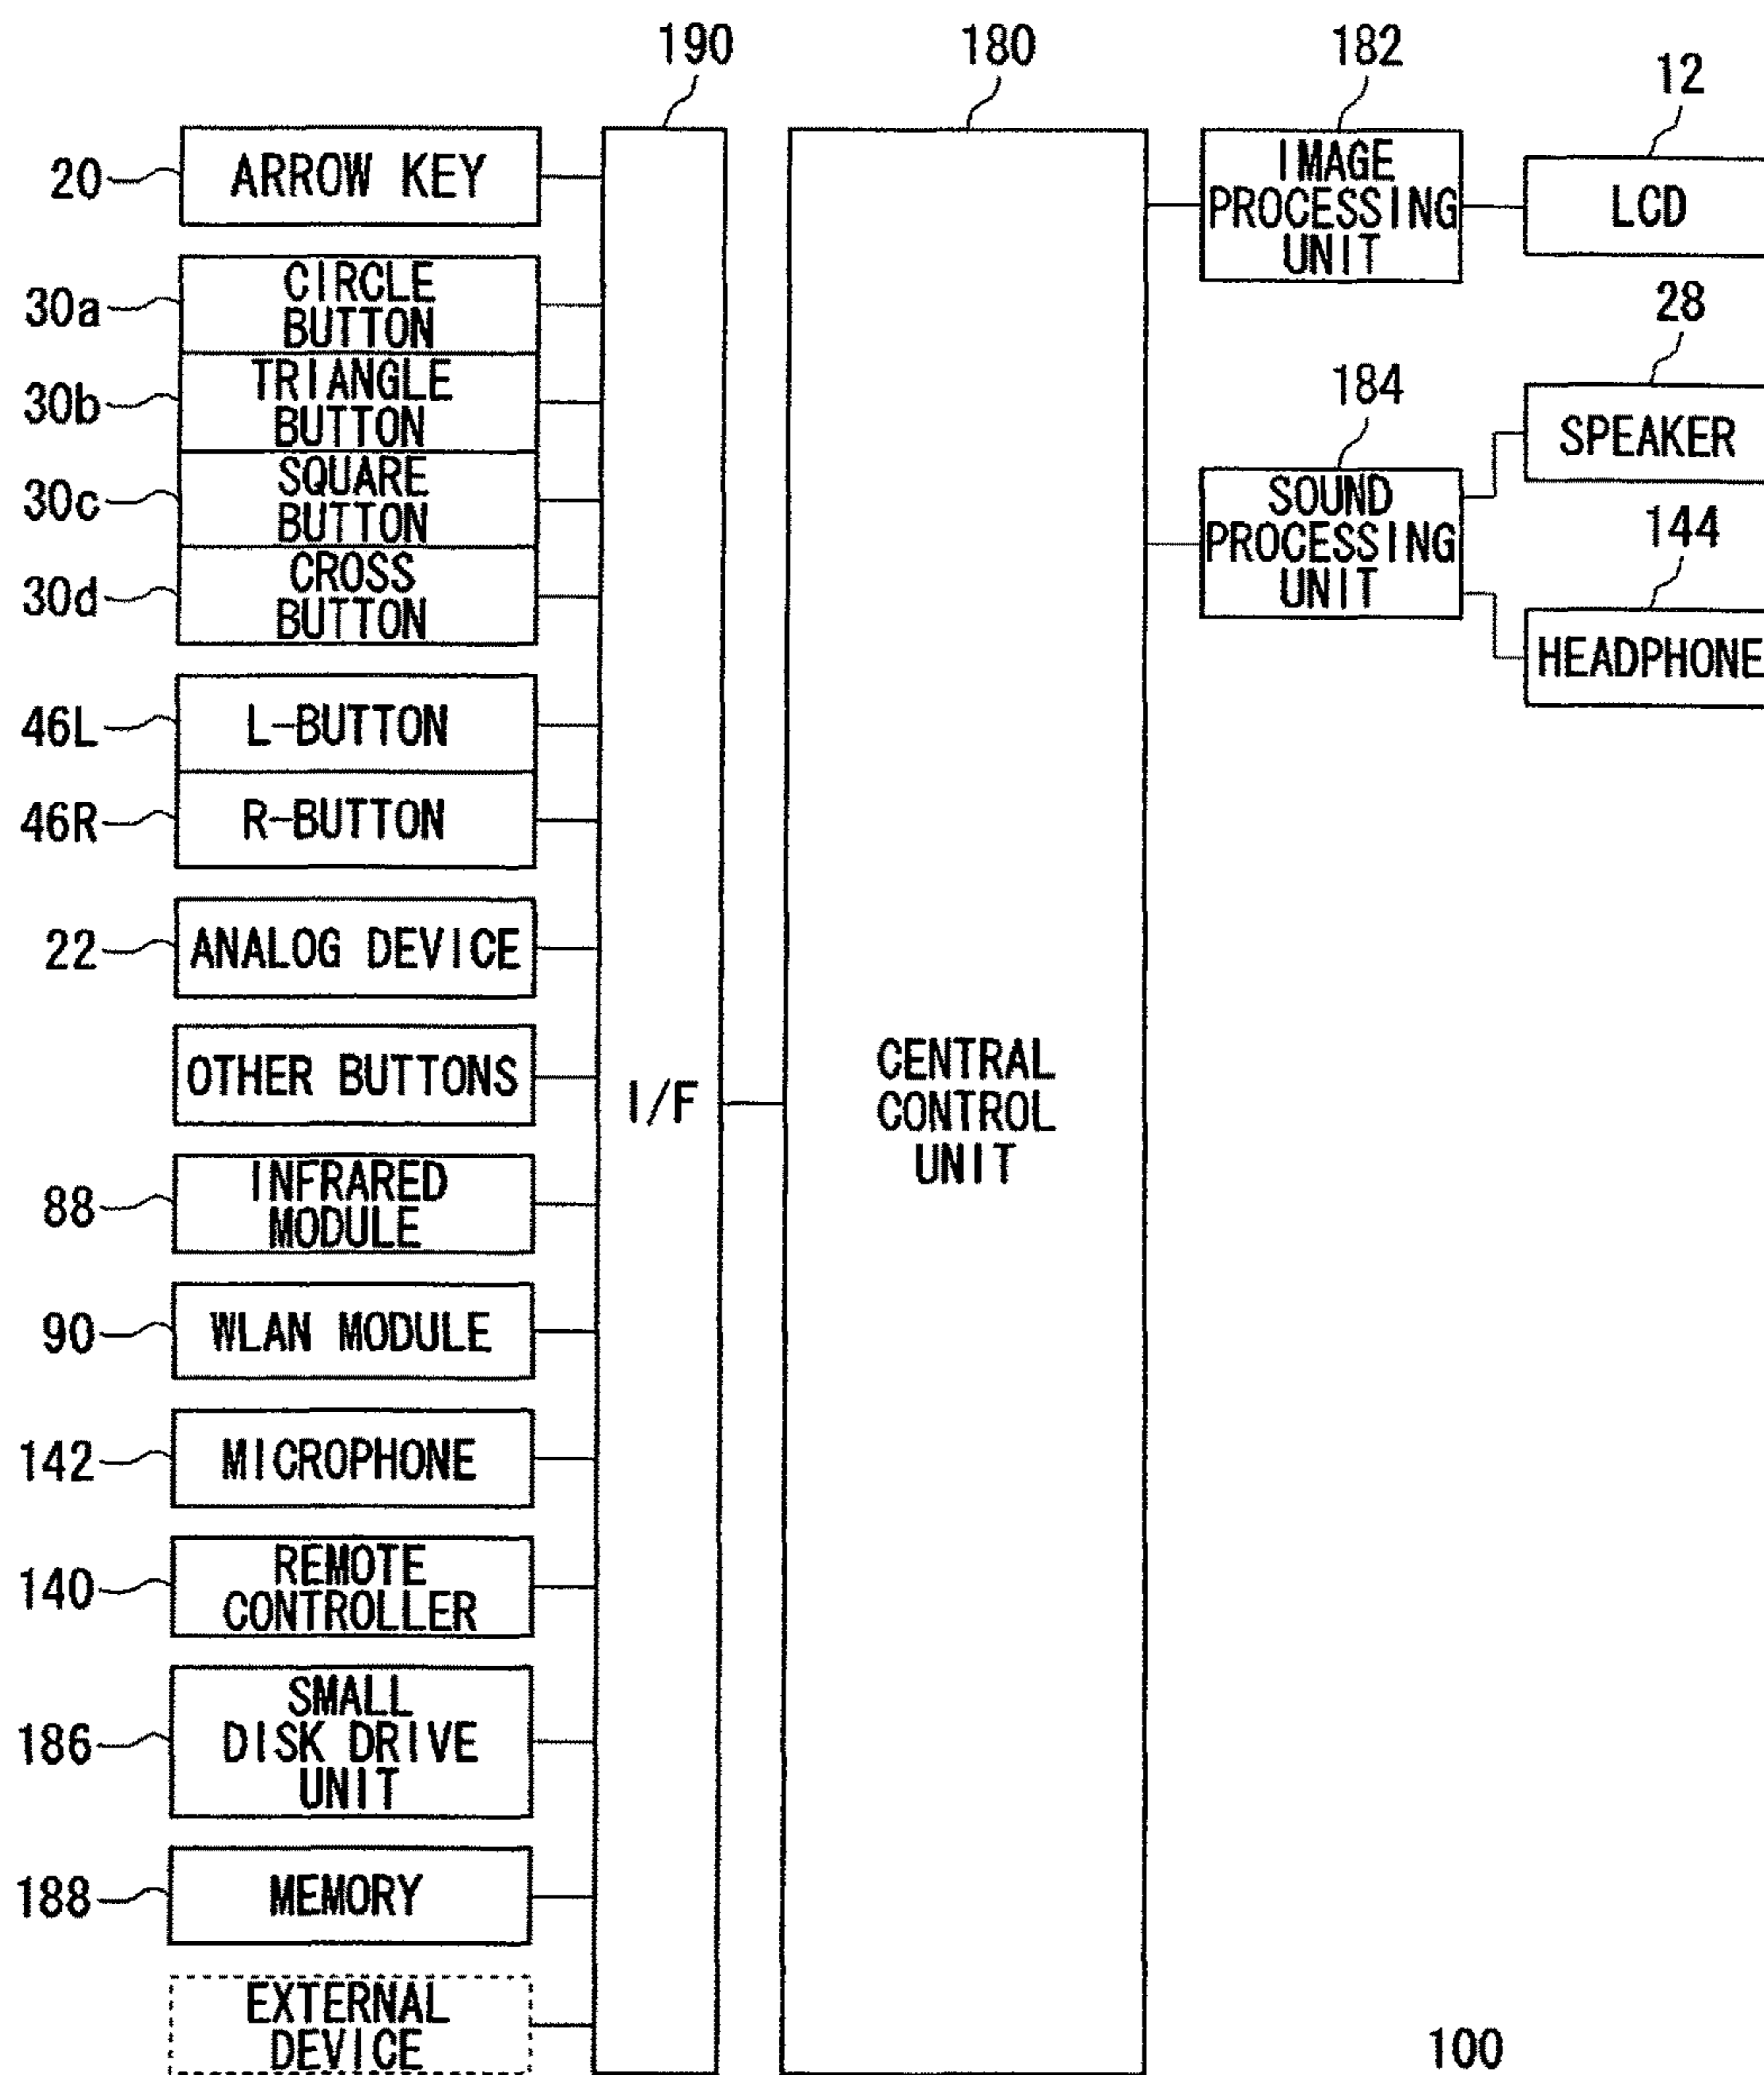 190
180
182
12
20
ARROW KEY
IMAGE
PROCESSING
UNIT
LCD
30a
CIRCLE
BUTTON
28
30b
TRIANGLE
BUTTON
184
SPEAKER
30c
SQUARE
BUTTON
SOUND
PROCESSING
UNIT
144
30d
CROSS
BUTTON
HEADPHONE
46L
L-BUTTON
46R
R-BUTTON
22
ANALOG DEVICE
OTHER BUTTONS
I/F
CENTRAL
CONTROL
UNIT
88
INFRARED
MODULE
90
WLAN MODULE
142
MICROPHONE
140
REMOTE
CONTROLLER
186
SMALL
DISK DRIVE
UNIT
188
MEMORY
EXTERNAL
DEVICE
100